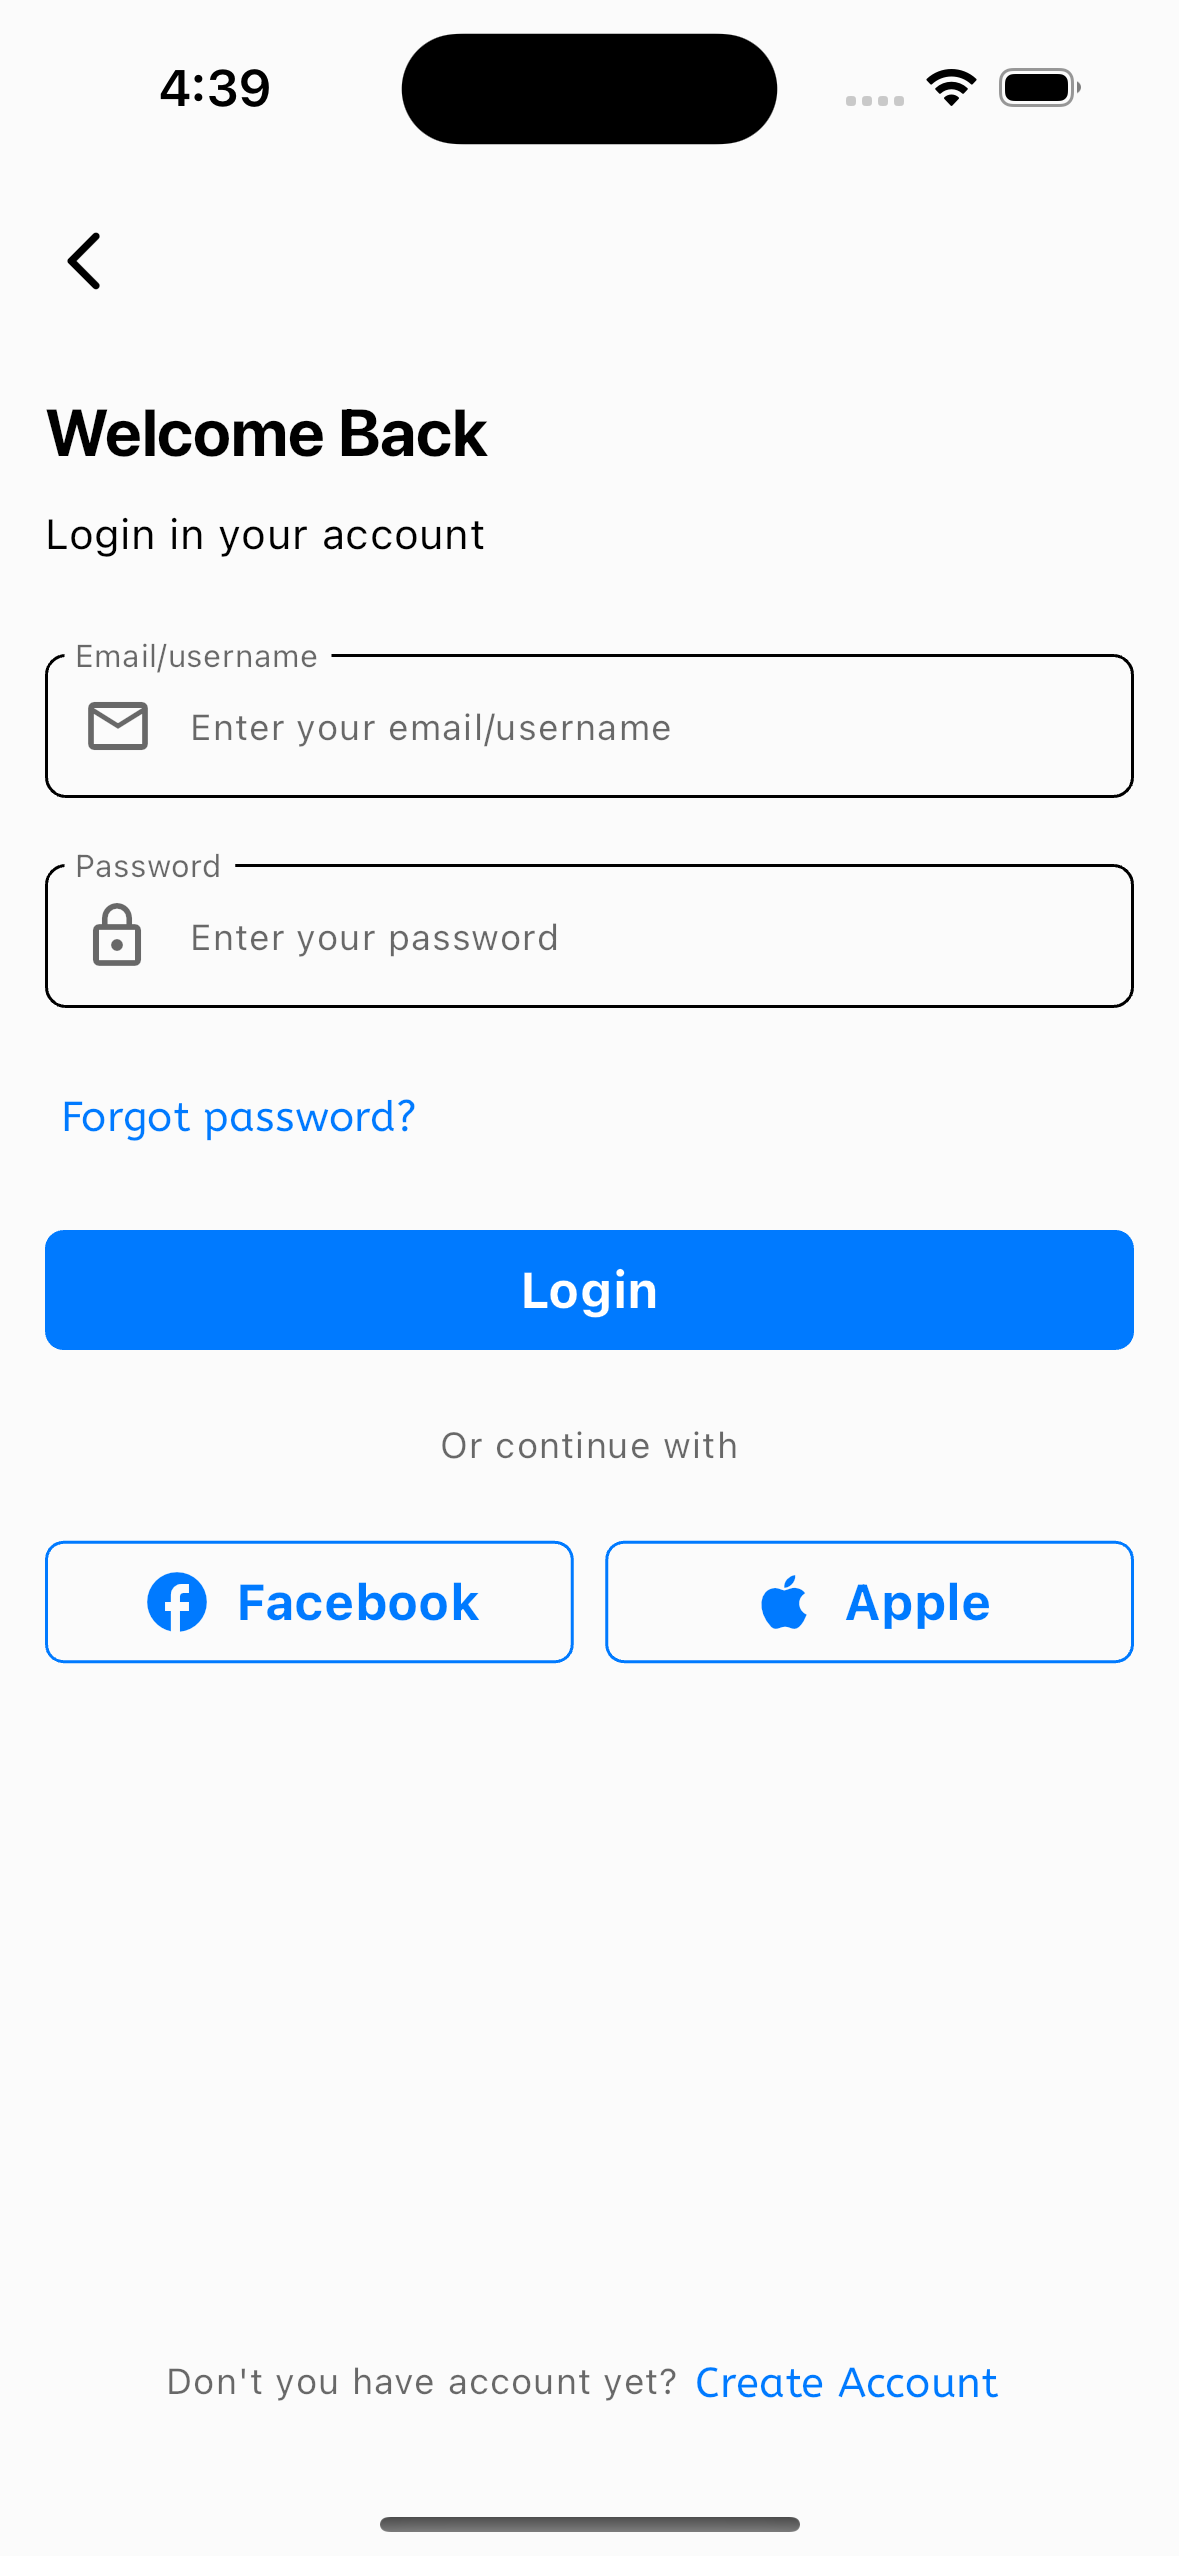 4:39
Welcome Back
Login in your account
Email/username
Enter your email/username
Password
Enter your password
Forgot password?
Login
Or continue with
Facebook
Apple
Don't you have account yet? Create Account